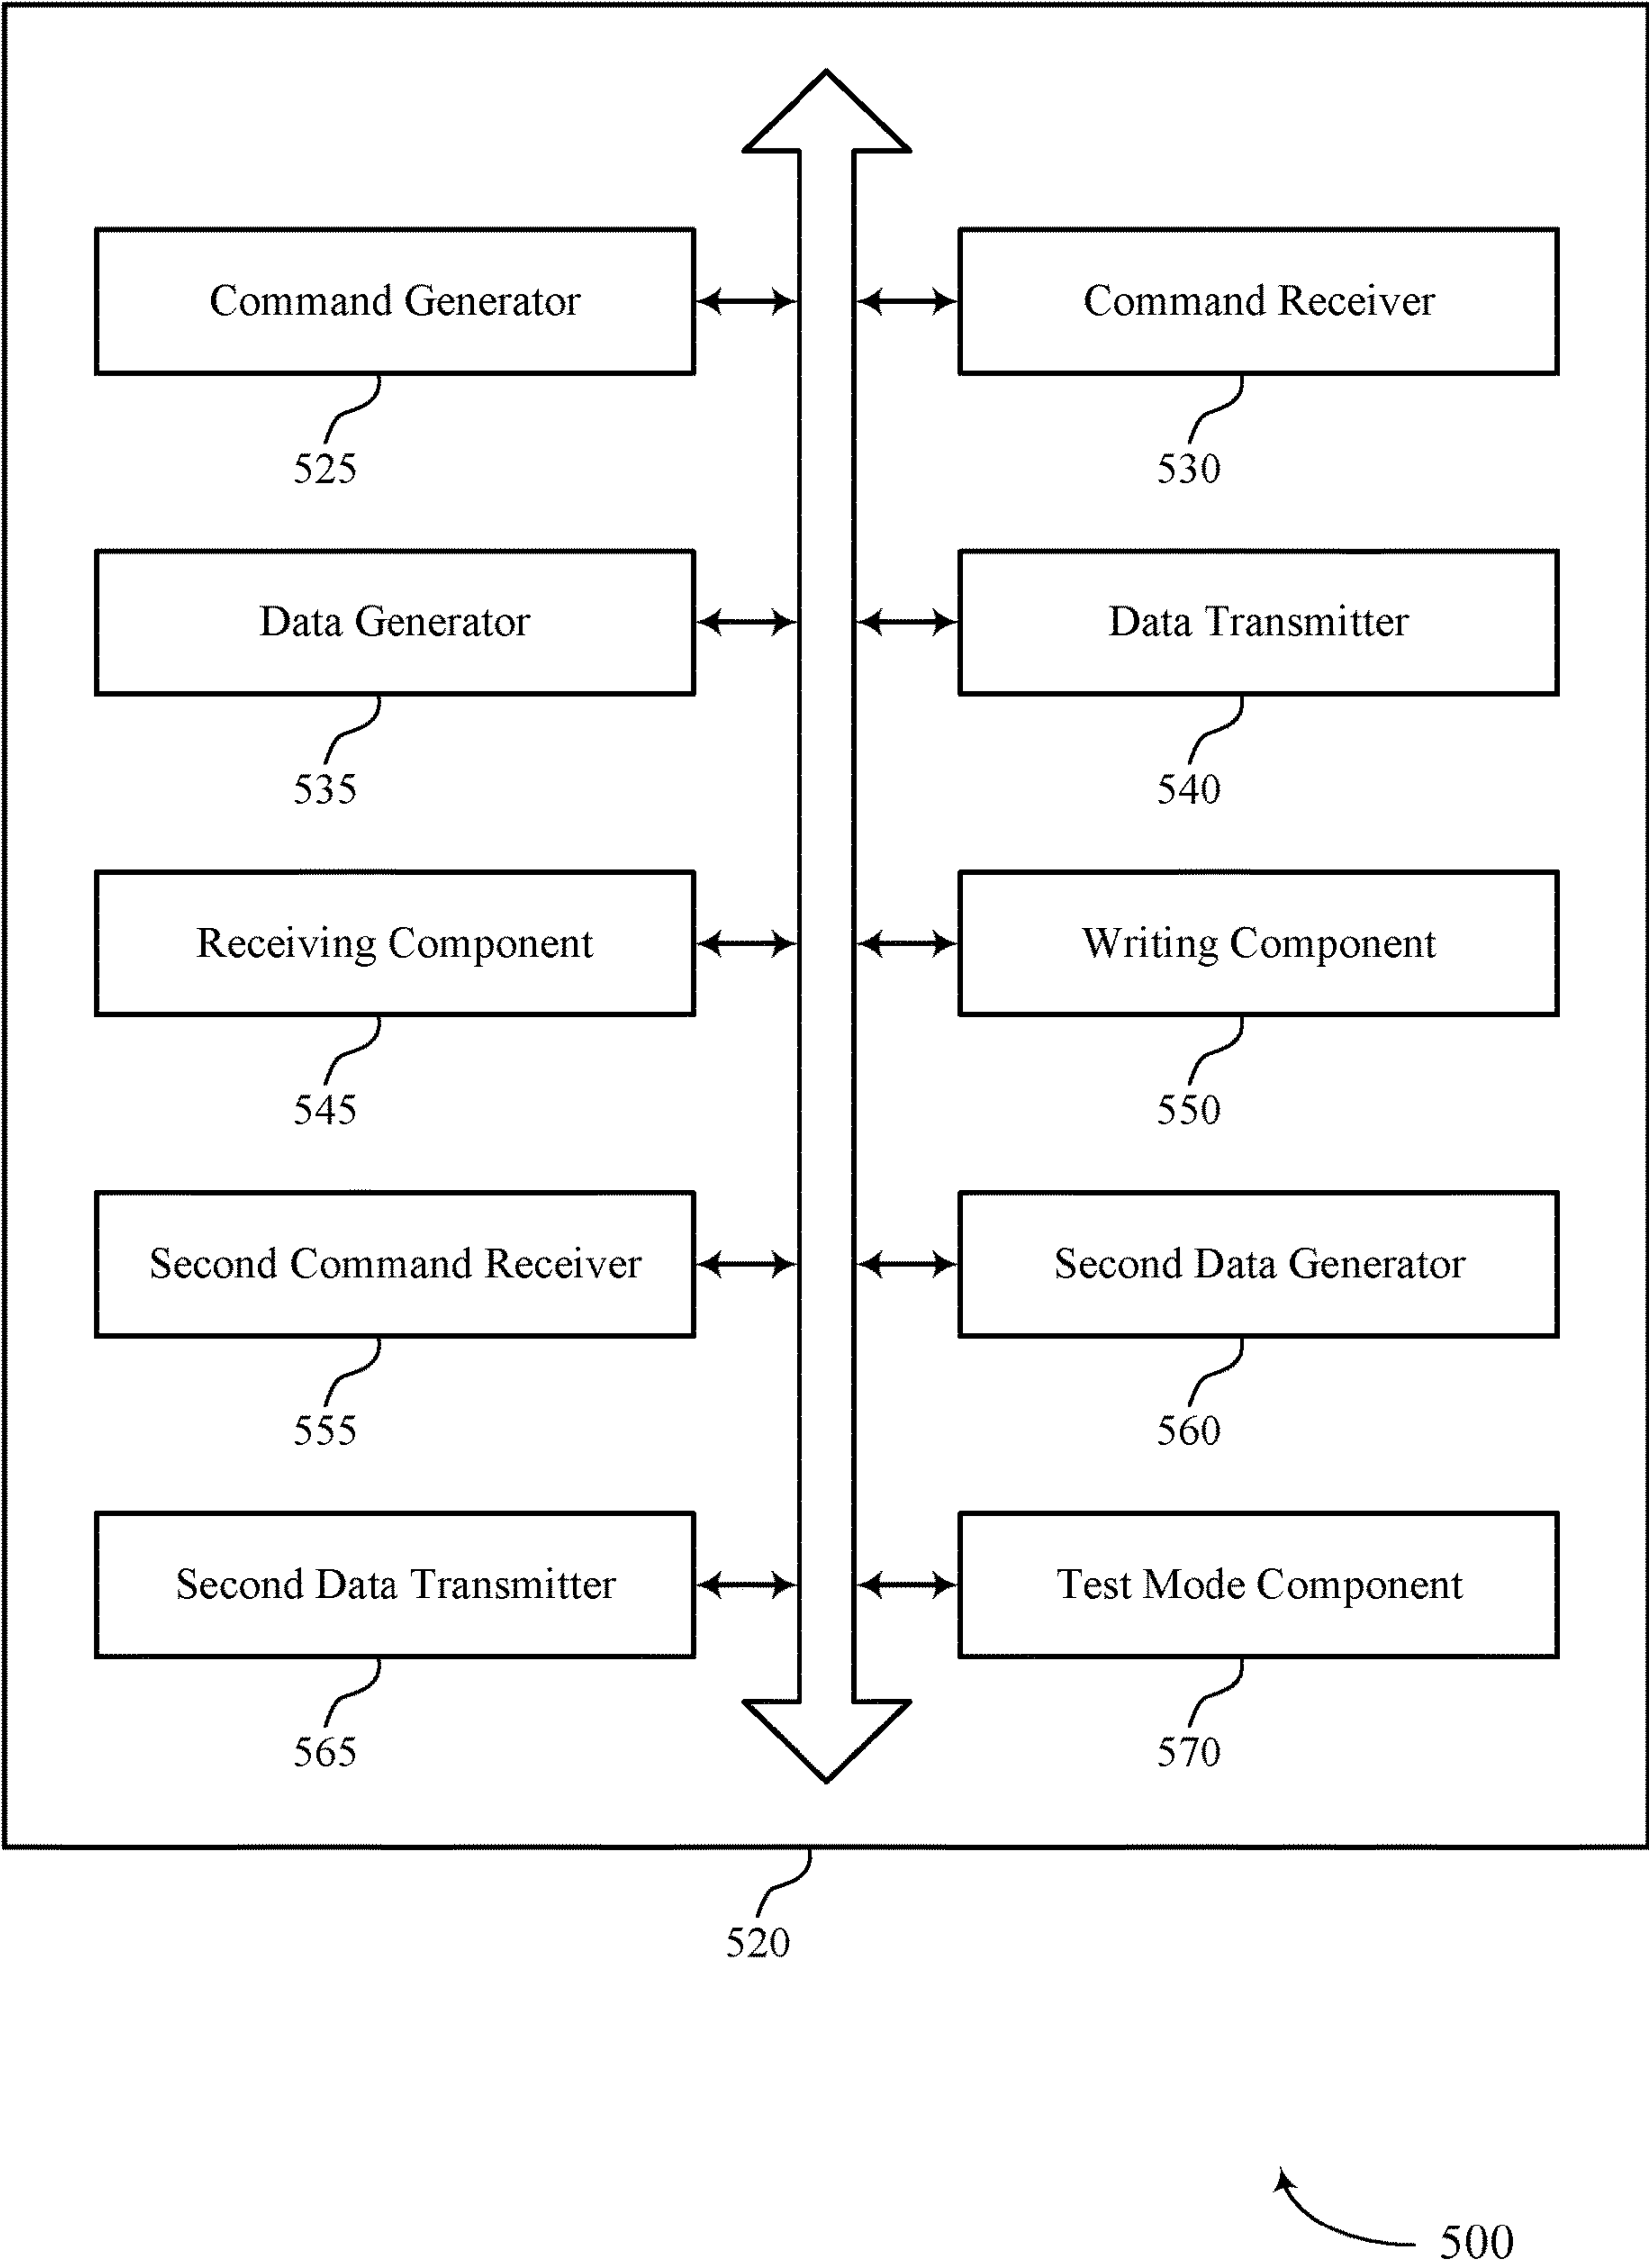 Command Generator
Command Receiver
525
530
Data Generator
Data Transmitter
535
540
Receiving Component
Writing Component
545
550
Second Command Receiver
Second Data Generator
555
560
Second Data Transmitter
Test Mode Component
565
570
520
500